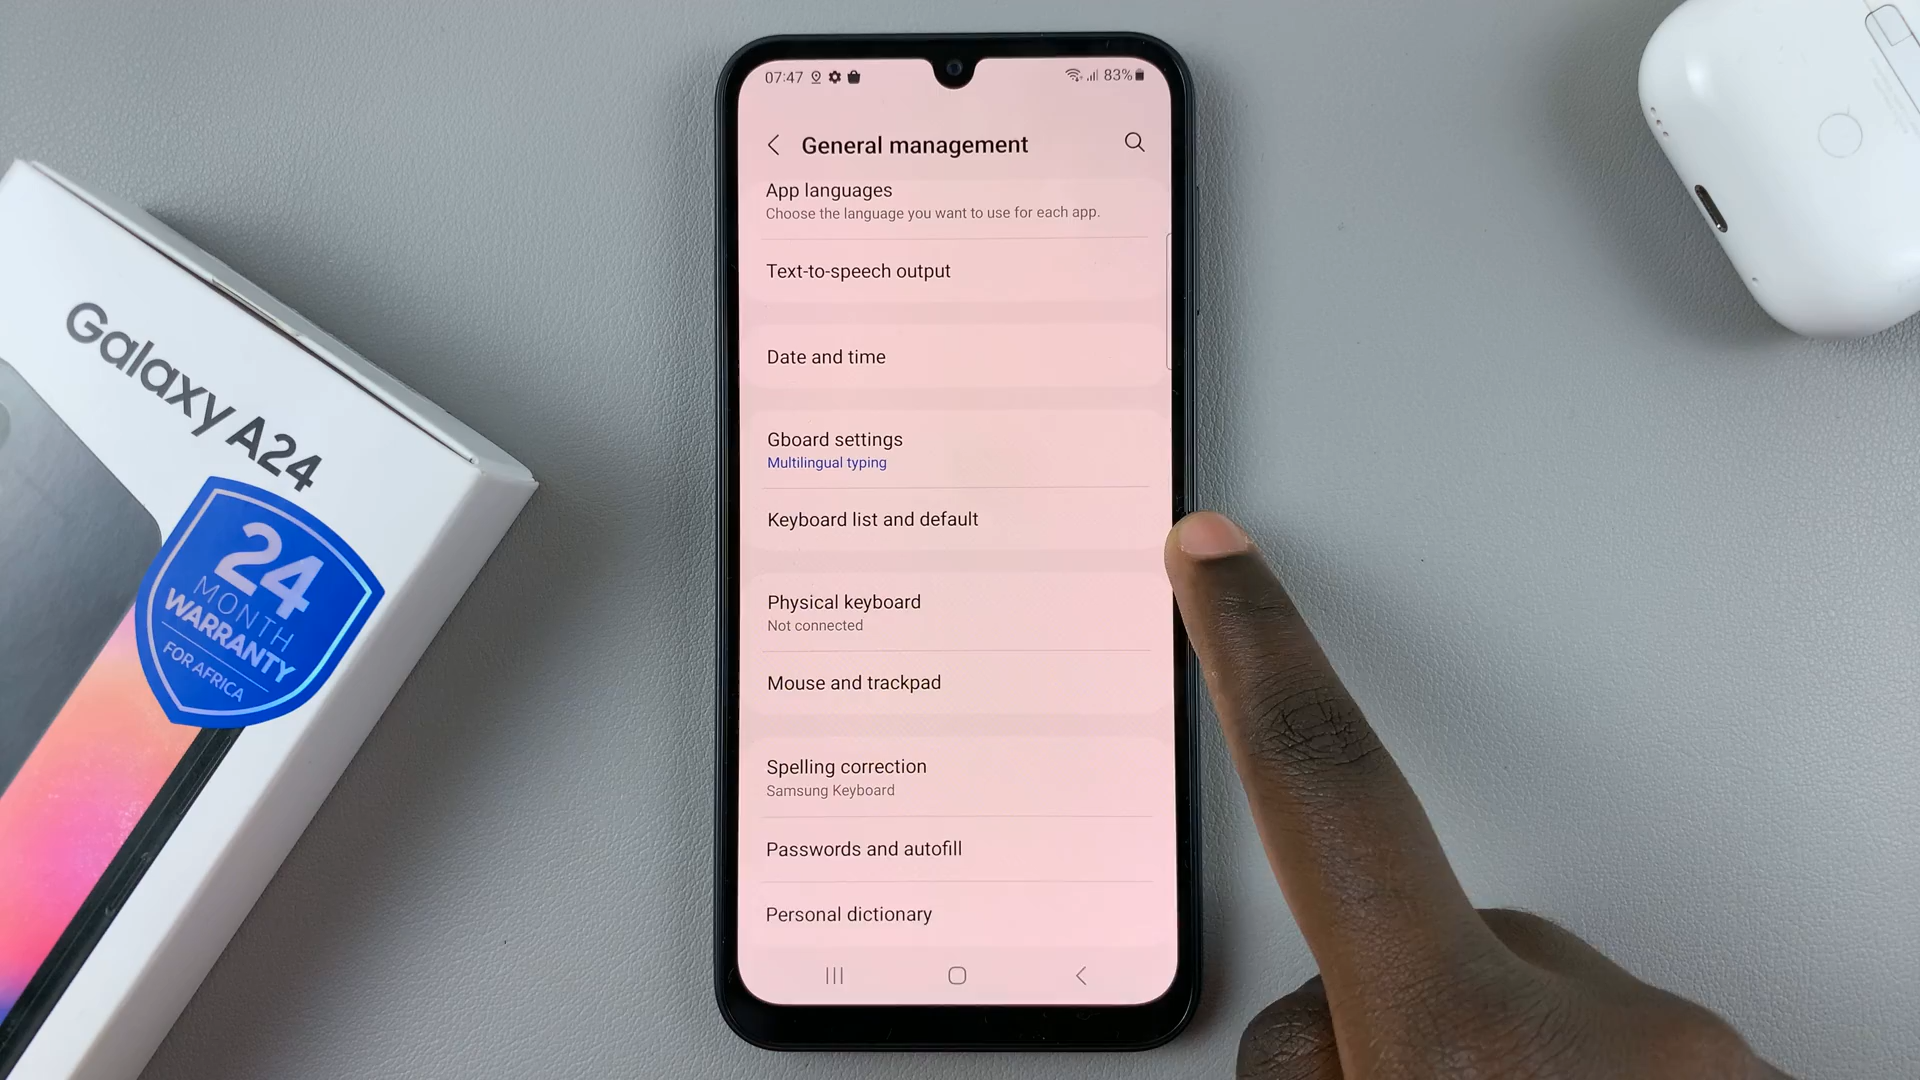 07:47
83%
General management
App languages
Choose the language you want to use for each app.
Text-to-speech output
Date and time
Gboard settings
Multilingual typing
Keyboard list and default
Physical keyboard
Not connected
Mouse and trackpad
Spelling correction
Samsung Keyboard
Passwords and autofill
Personal dictionary
Galaxy A24
24
MONTH
WARRANTY
FOR AFRICA